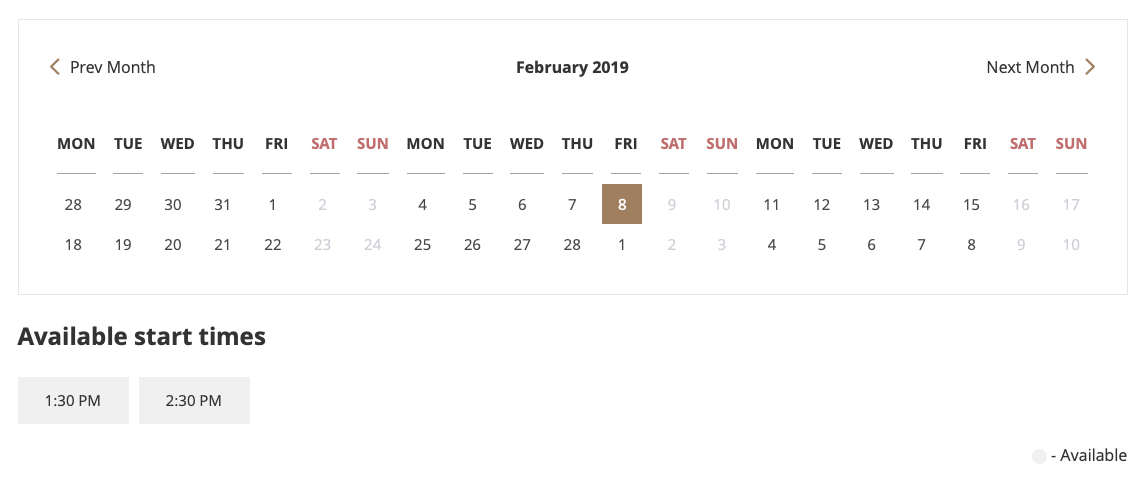 Prev Month February 2019 Next Month
MON TUE WED THU FRI SAT SUN MON TUE WED THU FRI SAT SUN MON TUE WED THU FRI SAT SUN
28 29 30 31 1 2 3 4 5 6 7 8 9 10 11 12 13 14 15 16 17
18 19 20 21 22 23 24 25 26 27 28 1 2 3 4 5 6 7 8 9 10
Available start times
1:30 PM 2:30 PM
- Available